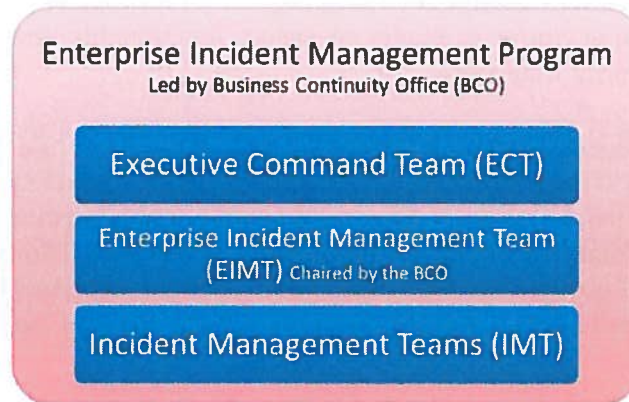 Enterprise Incident Management Program
Led by Business Continuity Office (BCO)
Executive Command Team (ECT)
Enterprise Incident Management Team
(EIMT) Chaired by the BCO
Incident Management Teams (IMT)